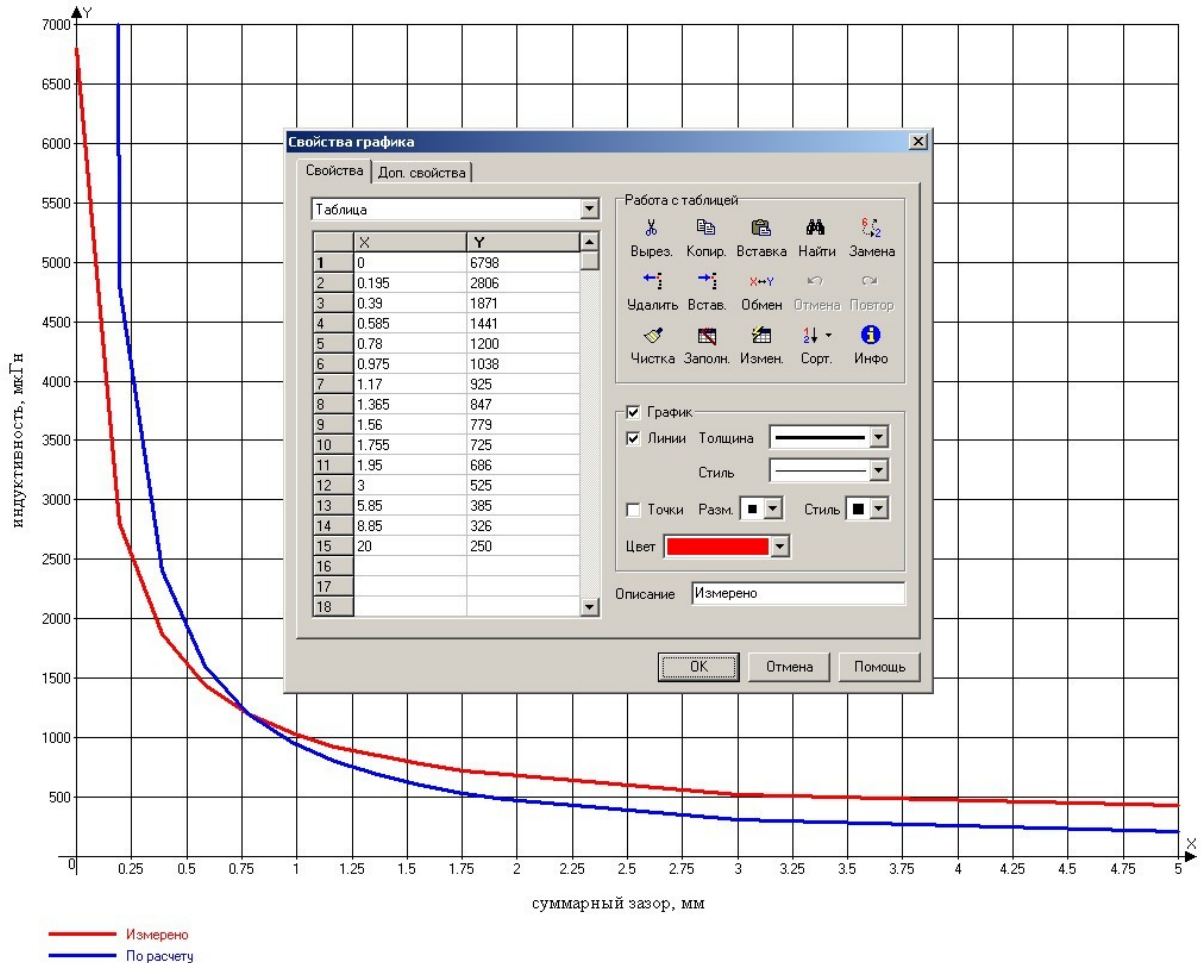 Y
7000
6500
6000
5500
5000
4500
4000
3500
3000
2500
2000
1500
1000
500
индуктивность, мкГн
Свойства графика
Свойства Доп. свойства
Таблица
X Y
1 0 6798
2 0.195 2806
3 0.39 1871
4 0.585 1441
5 0.78 1200
6 0.975 1038
7 1.17 925
8 1.365 847
9 1.56 779
10 1.755 725
11 1.95 686
12 3 525
13 5.85 385
14 8.85 326
15 20 250
16
17
18
Работа с таблицей
Вырез. Копир. Вставка Найти Замена
Удалить Встав. Обмен Отмена Повтор
Чистка Заполн. Измен. Сорт. Инфо
График
Линии Толщина
Стиль
Точки Разм. Стиль
Цвет
Описание Измерено
OK Отмена Помощь
0 0.25 0.5 0.75 1 1.25 1.5 1.75 2 2.25 2.5 2.75 3 3.25 3.5 3.75 4 4.25 4.5 4.75 5
X
суммарный зазор, мм
Измерено
По расчету